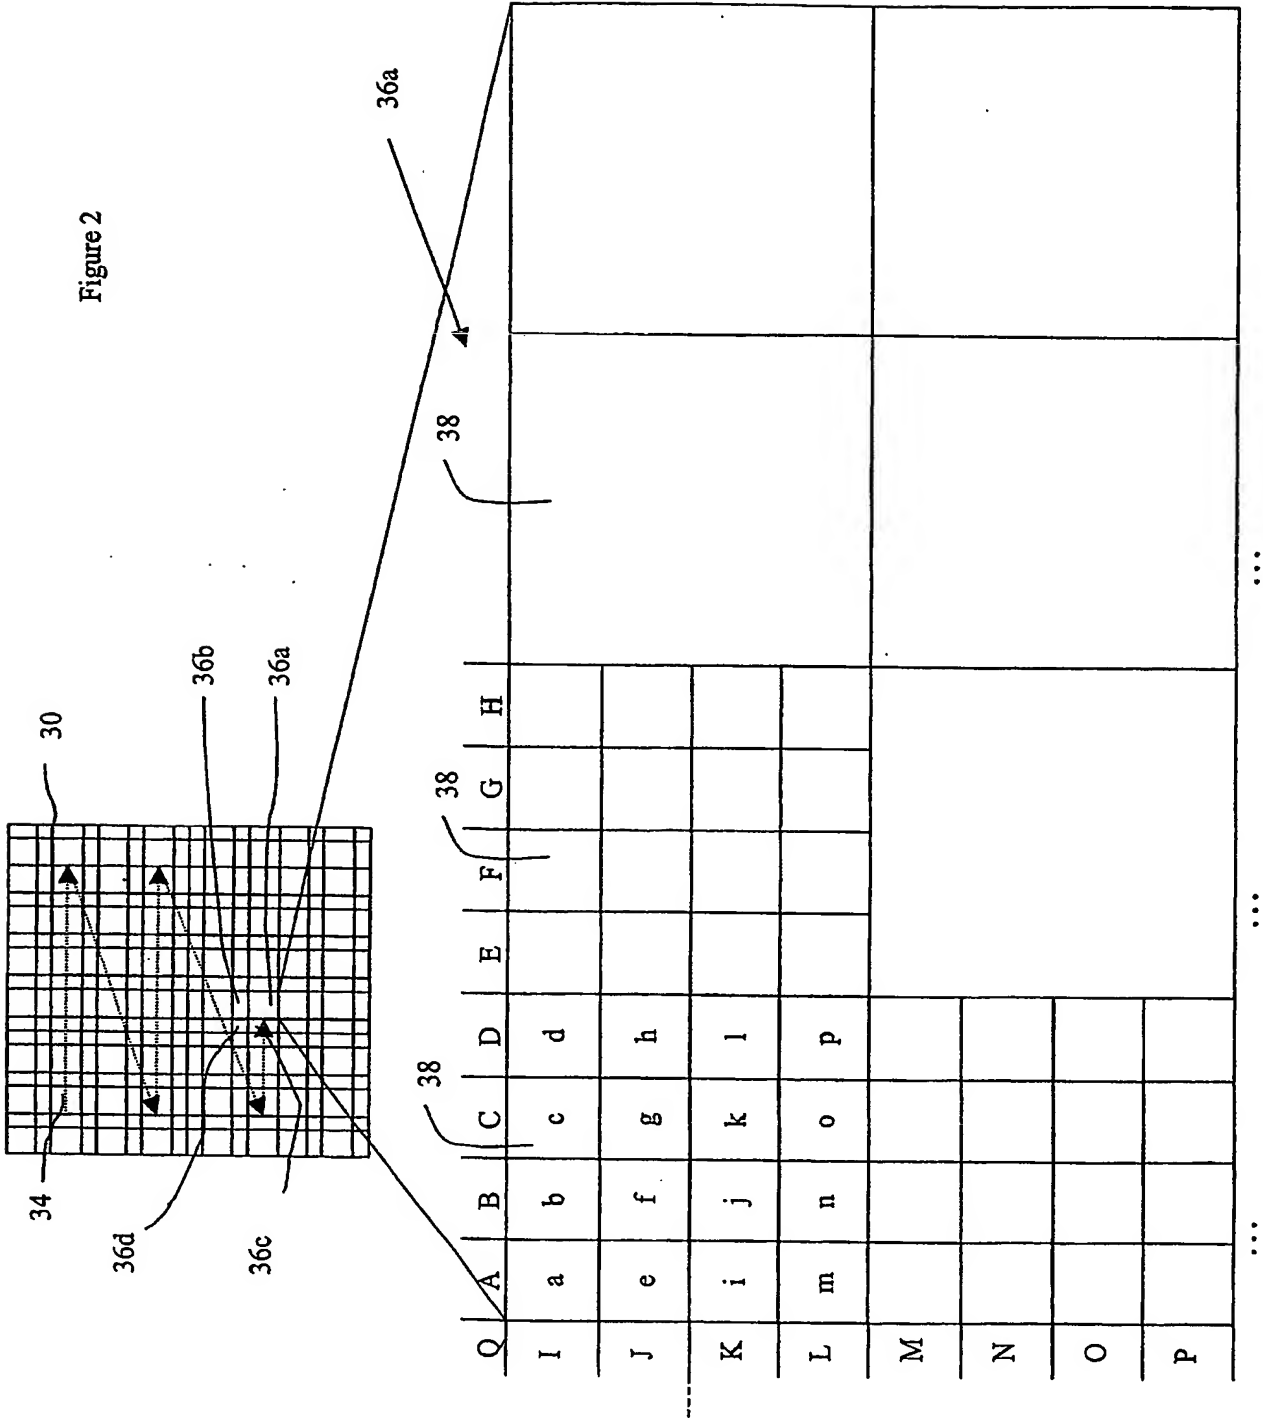 34 30
Figure 2
36d 36b
36c 36a
36a
38 38 38
Q A B C D E F G H
I a b c d
J e f g h
K i j k l
L m n o p
M
N
O
P
... ... ...